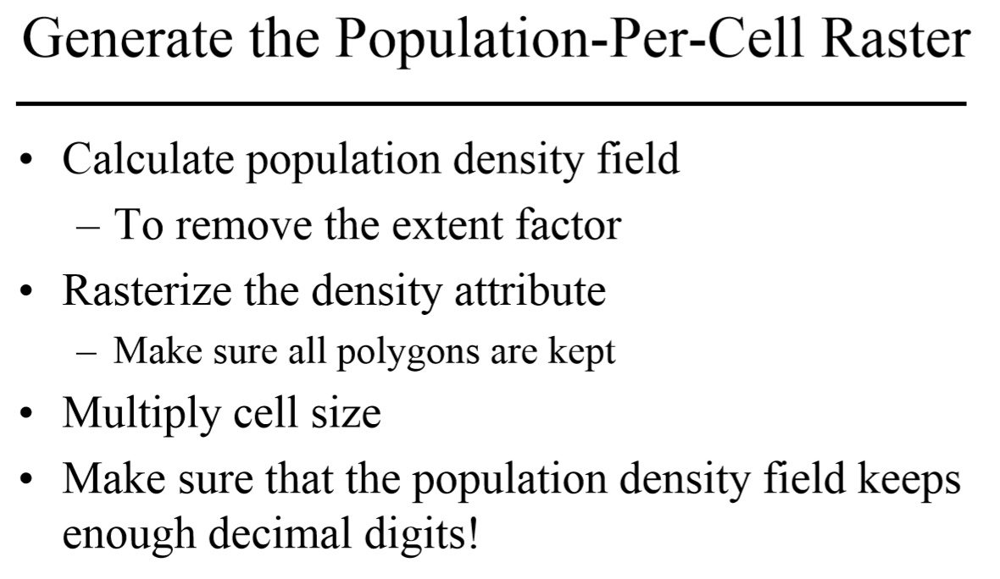 Generate the Population-Per-Cell Raster
• Calculate population density field
– To remove the extent factor
• Rasterize the density attribute
– Make sure all polygons are kept
• Multiply cell size
• Make sure that the population density field keeps
enough decimal digits!